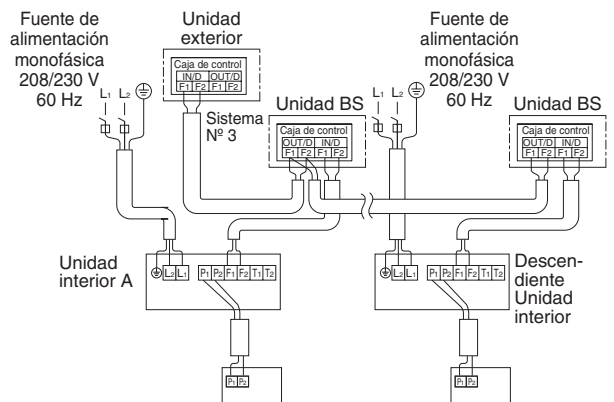 Fuente de
alimentación
monofásica
208/230 V
60 Hz
L1 L2
Unidad
exterior
Caja de control
IN/D OUT/D
F1 F2 F1 F2
Sistema
Nº 3
Unidad BS
Caja de control
OUT/D IN/D
F1 F2 F1 F2
Fuente de
alimentación
monofásica
208/230 V
60 Hz
L1 L2
Unidad BS
Caja de control
OUT/D IN/D
F1 F2 F1 F2
Unidad
interior A
L2 L1
P1 P2 F1 F2 T1 T2
P1 P2
L2 L1
P1 P2 F1 F2 T1 T2
Descen-
diente
Unidad
interior
P1 P2